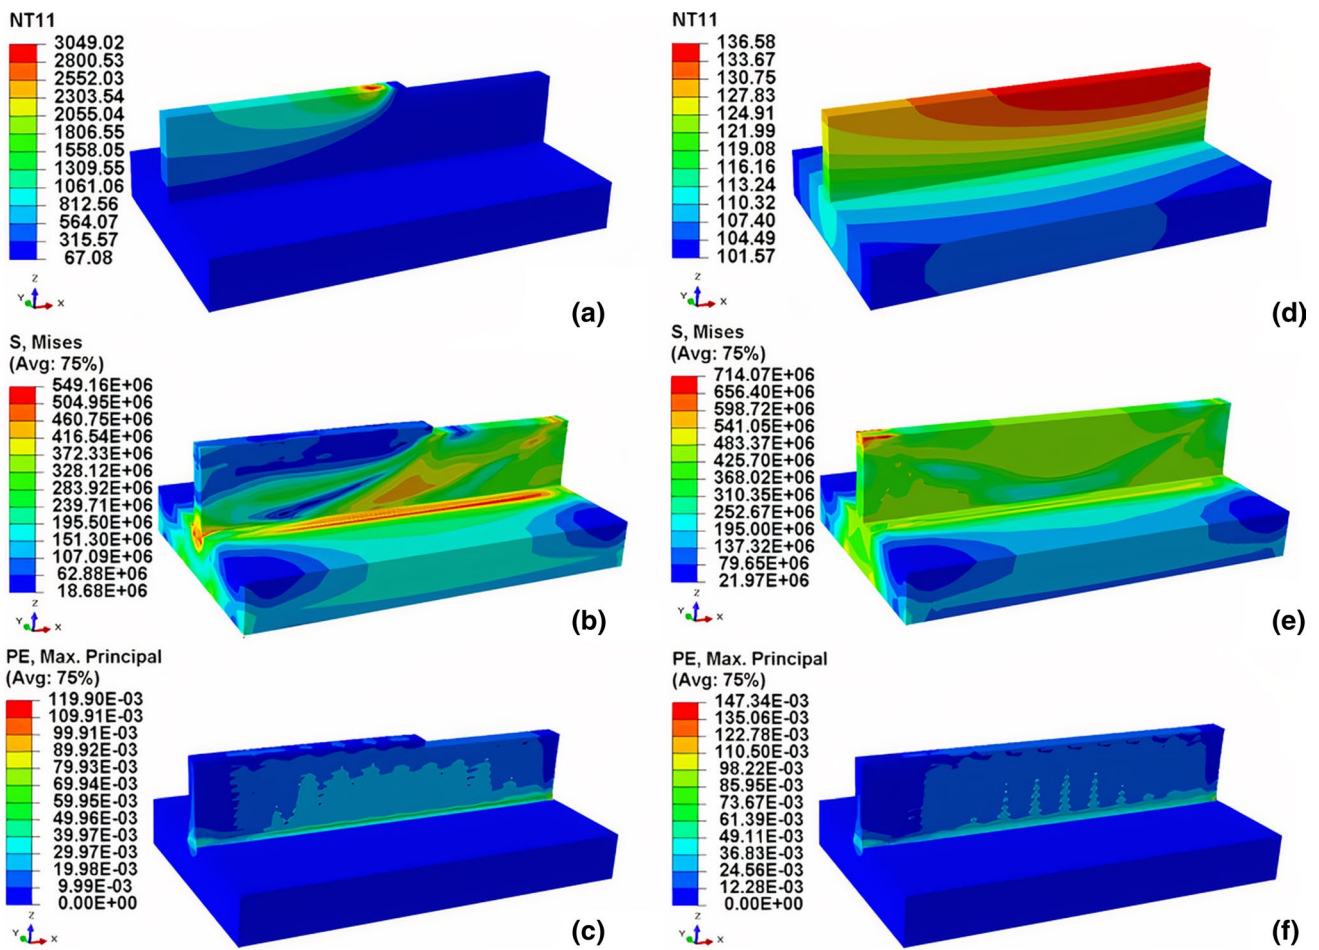 NT11
3049.02
2800.53
2552.03
2303.54
2055.04
1806.55
1558.05
1309.55
1061.06
812.56
564.07
315.57
67.08
Z
Y
X
(a)
NT11
136.58
133.67
130.75
127.83
124.91
121.99
119.08
116.16
113.24
110.32
107.40
104.49
101.57
Z
Y
X
(d)
S, Mises
(Avg: 75%)
549.16E+06
504.95E+06
460.75E+06
416.54E+06
372.33E+06
328.12E+06
283.92E+06
239.71E+06
195.50E+06
151.30E+06
107.09E+06
62.88E+06
18.68E+06
Z
Y
X
(b)
S, Mises
(Avg: 75%)
714.07E+06
656.40E+06
598.72E+06
541.05E+06
483.37E+06
425.70E+06
368.02E+06
310.35E+06
252.67E+06
195.00E+06
137.32E+06
79.65E+06
21.97E+06
Z
Y
X
(e)
PE, Max. Principal
(Avg: 75%)
119.90E-03
109.91E-03
99.91E-03
89.92E-03
79.93E-03
69.94E-03
59.95E-03
49.96E-03
39.97E-03
29.97E-03
19.98E-03
9.99E-03
0.00E+00
Z
Y
X
(c)
PE, Max. Principal
(Avg: 75%)
147.34E-03
135.06E-03
122.78E-03
110.50E-03
98.22E-03
85.95E-03
73.67E-03
61.39E-03
49.11E-03
36.83E-03
24.56E-03
12.28E-03
0.00E+00
Z
Y
X
(f)